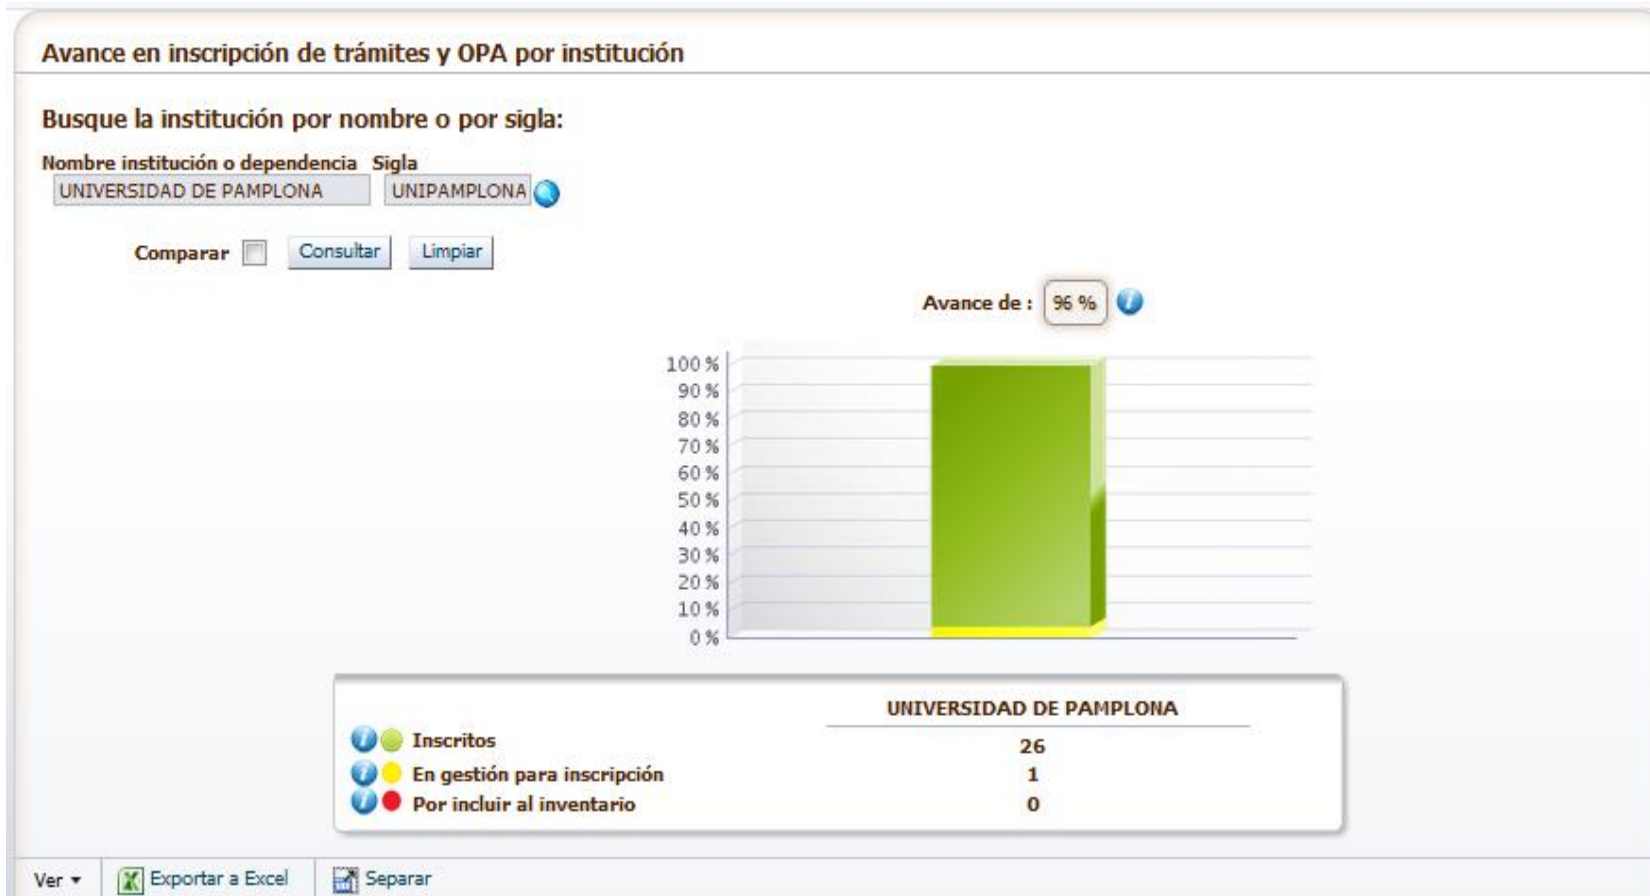 Avance en inscripción de trámites y OPA por institución
Busque la institución por nombre o por sigla:
Nombre institución o dependencia Sigla
UNIVERSIDAD DE PAMPLONA UNIPAMPLONA
Comparar Consultar Limpiar
Avance de : 96 %
100 %
90 %
80 %
70 %
60 %
50 %
40 %
30 %
20 %
10 %
0 %
UNIVERSIDAD DE PAMPLONA
Inscritos 26
En gestión para inscripción 1
Por incluir al inventario 0
Ver Exportar a Excel Separar